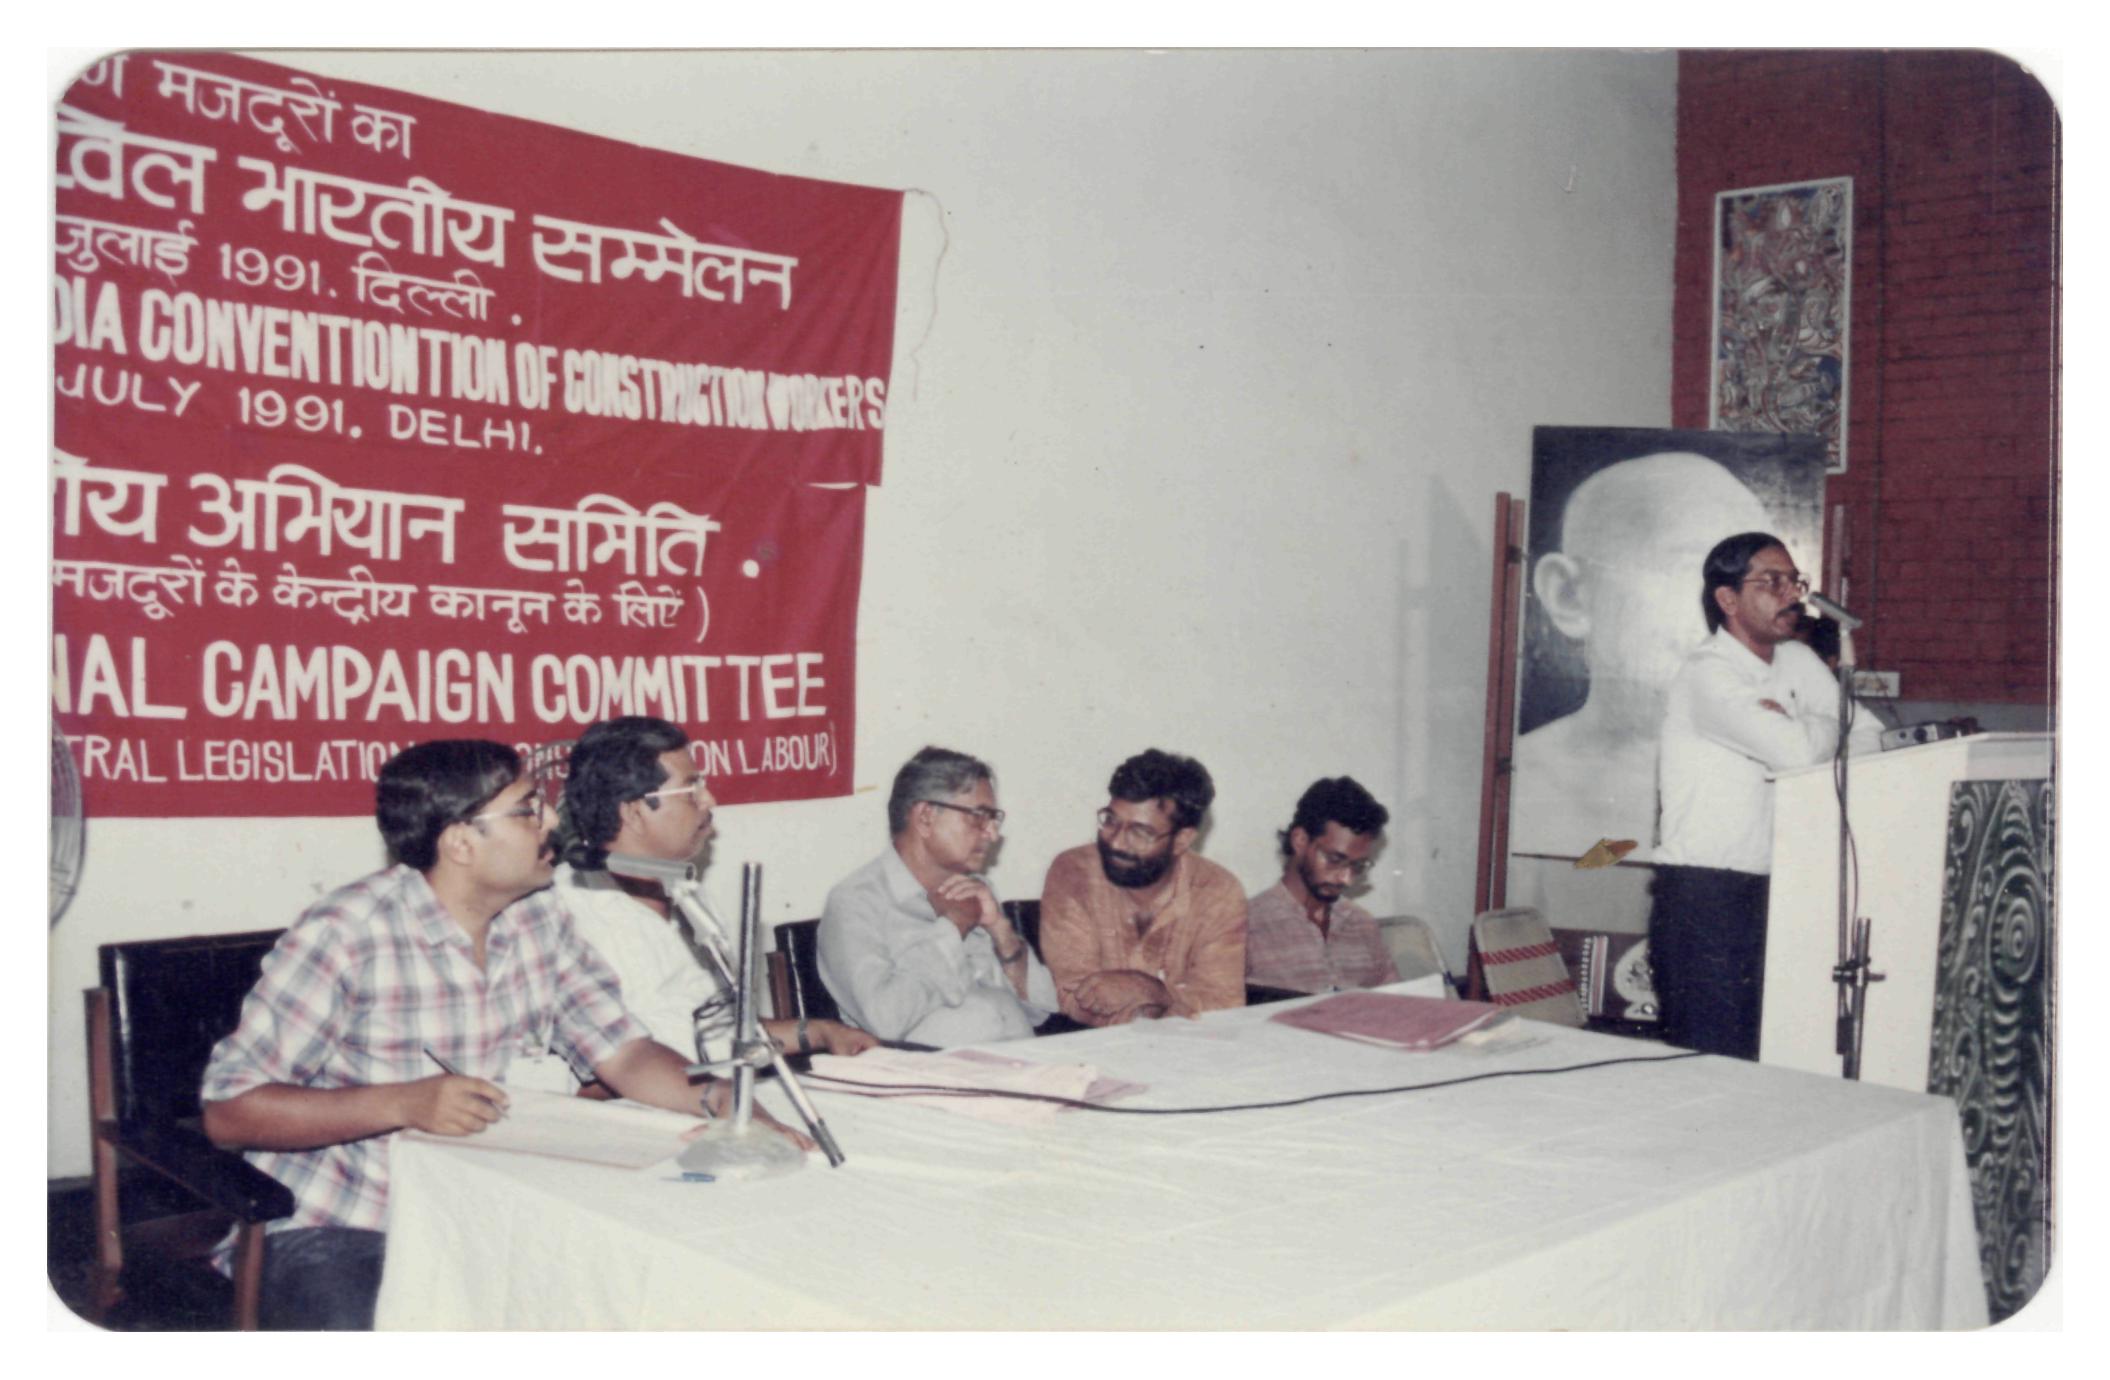 मजदूरों का
भारतीय सम्मेलन
जुलाई 1991. दिल्ली.
DIA CONVENTIONTION OF CONSTRUCTION WORKERS
JULY 1991. DELHI.
ीय अभियान समिति.
मजदूरों के केन्द्रीय कानून के लिऐं)
NAL CAMPAIGN COMMITTEE
TRAL LEGISLATIO ON LABOUR)